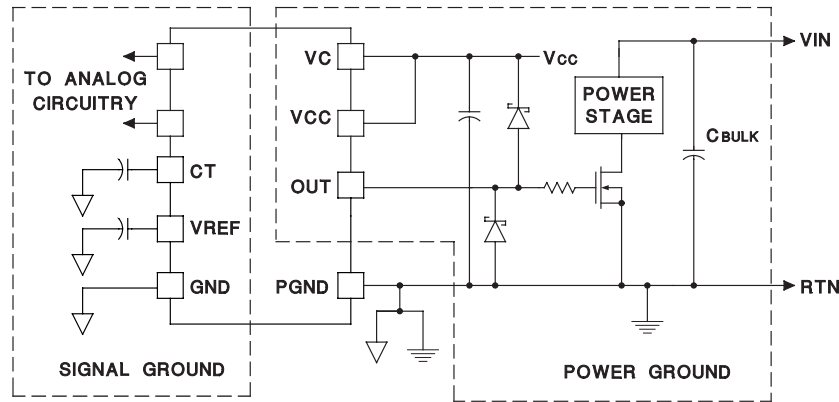 TO ANALOG
CIRCUITRY
CT
VREF
GND
SIGNAL GROUND
VC
VCC
OUT
PGND
Vcc
POWER
STAGE
CBULK
VIN
RTN
POWER GROUND